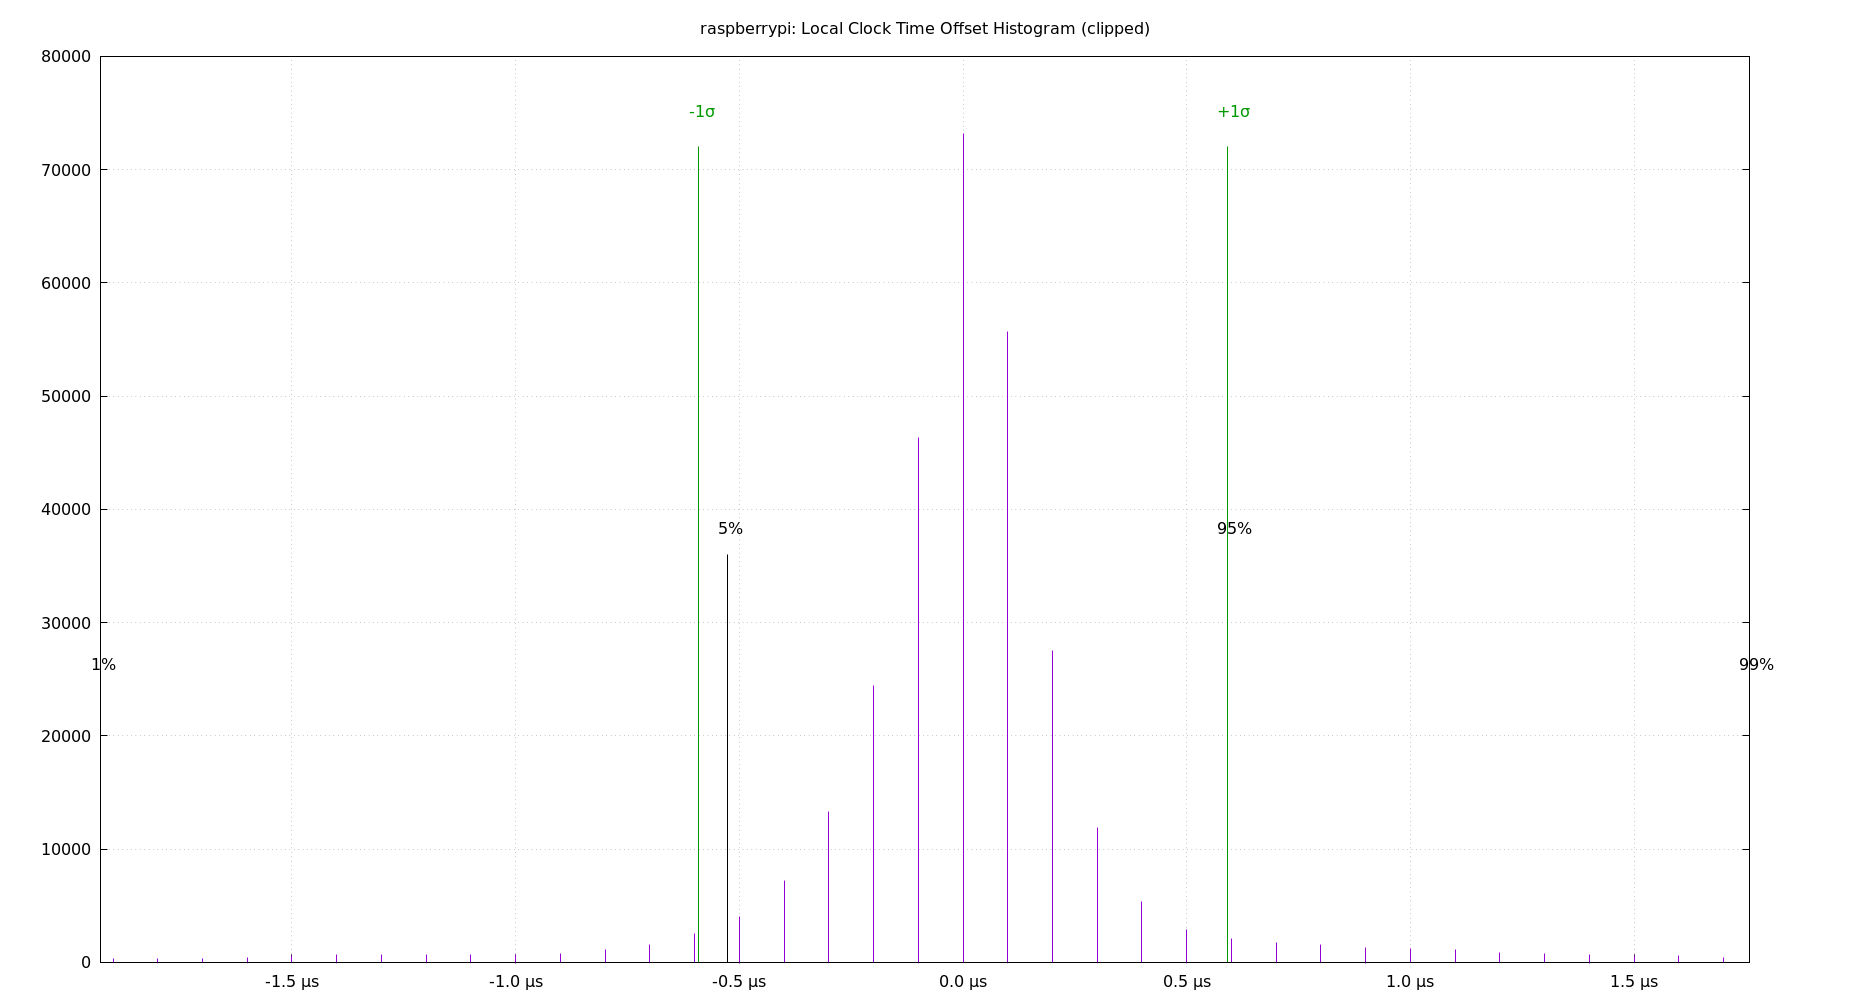 raspberrypi: Local Clock Time Offset Histogram (clipped)
80000
-1σ
+1σ
70000
60000
50000
40000
5%
95%
30000
1%
99%
20000
10000
0
-1.5 µs
-1.0 µs
-0.5 µs
0.0 µs
0.5 µs
1.0 µs
1.5 µs